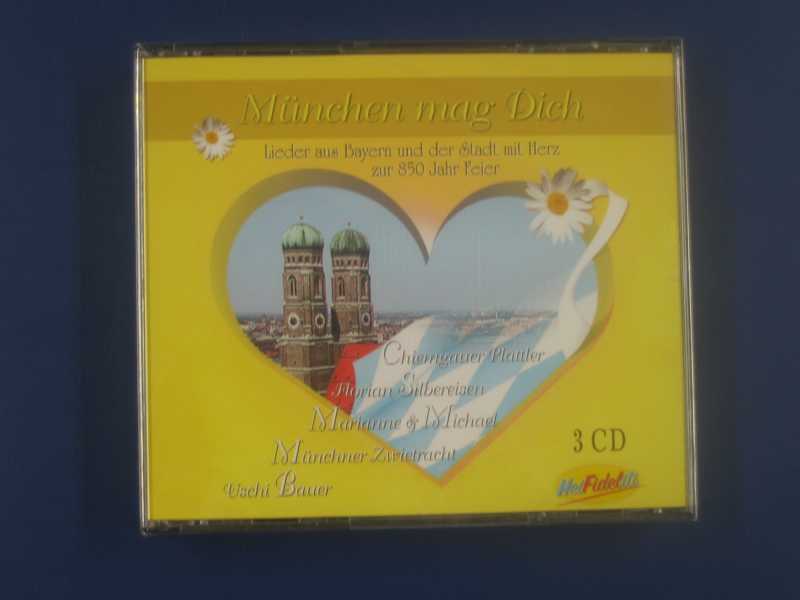 München mag Dich
Lieder aus Bayern und der Stadt mit Herz
zur 850 Jahr Feier
Chiemgauer Plattler
Florian Silbereisen
Marianne & Michael
Münchner Zwietracht
Uschi Bauer
3 CD
HeiFidelity